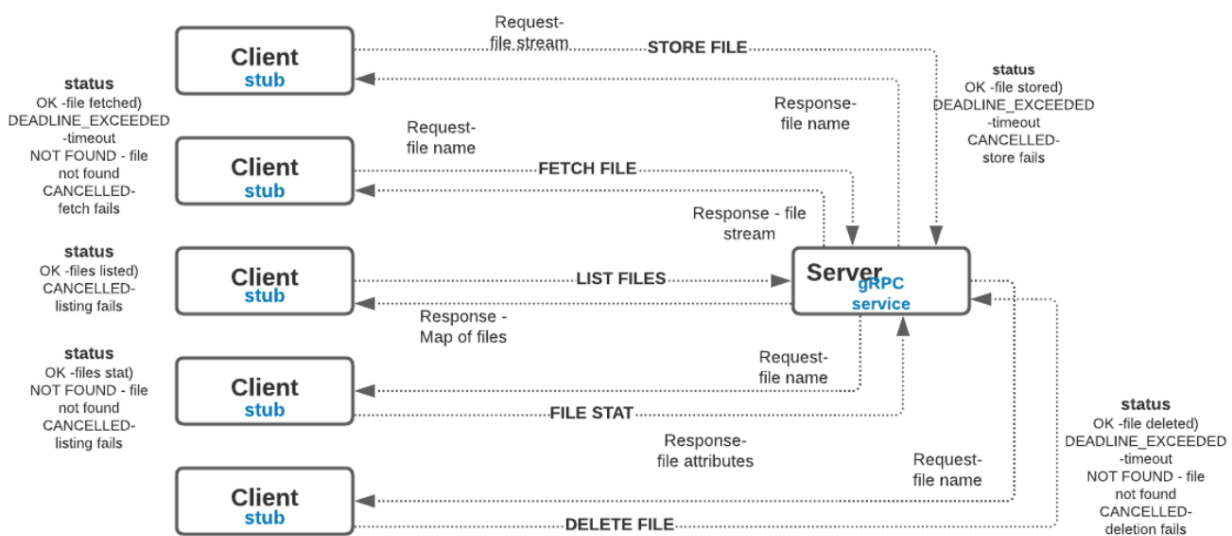 Request-
file stream
STORE FILE
Client
stub
status
OK -file fetched)
DEADLINE_EXCEEDED
-timeout
NOT FOUND - file
not found
CANCELLED-
fetch fails
status
OK -file stored)
DEADLINE_EXCEEDED
-timeout
CANCELLED-
store fails
Response-
file name
Request-
file name
Client
stub
FETCH FILE
Response - file
stream
status
OK -files listed)
CANCELLED-
listing fails
Client
stub
LIST FILES
Server
gRPC
service
Response -
Map of files
status
OK -files stat)
NOT FOUND - file
not found
CANCELLED-
listing fails
Client
stub
Request-
file name
FILE STAT
Response-
file attributes
Request-
file name
status
OK -file deleted)
DEADLINE_EXCEEDED
-timeout
NOT FOUND - file
not found
CANCELLED-
deletion fails
Client
stub
DELETE FILE